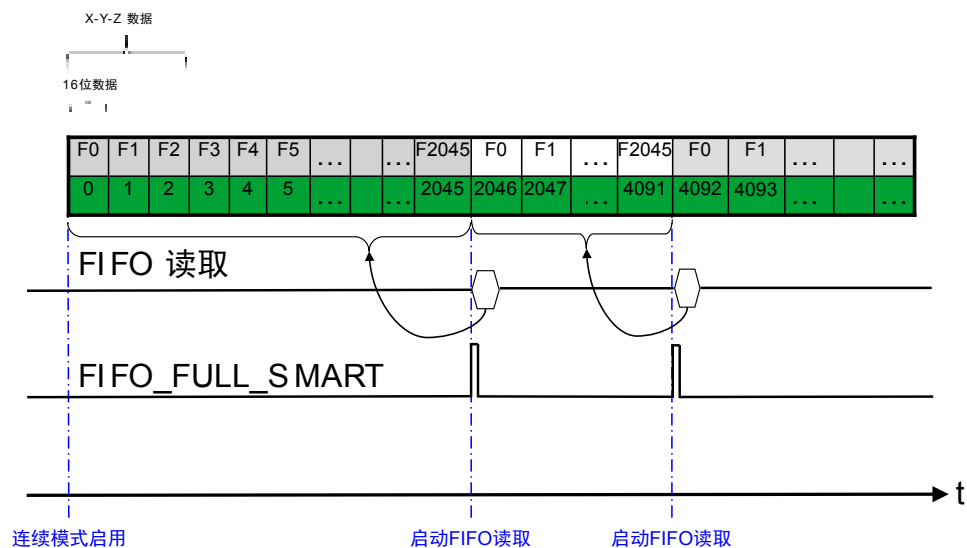 X-Y-Z 数据
16位数据
F0 F1 F2 F3 F4 F5 ... ... F2045 F0 F1 ... F2045 F0 F1 ... ...
0 1 2 3 4 5 ... ... 2045 2046 2047 ... 4091 4092 4093 ... ...
FIFO 读取
FIFO_FULL_SMART
t
连续模式启用 启动FIFO读取 启动FIFO读取